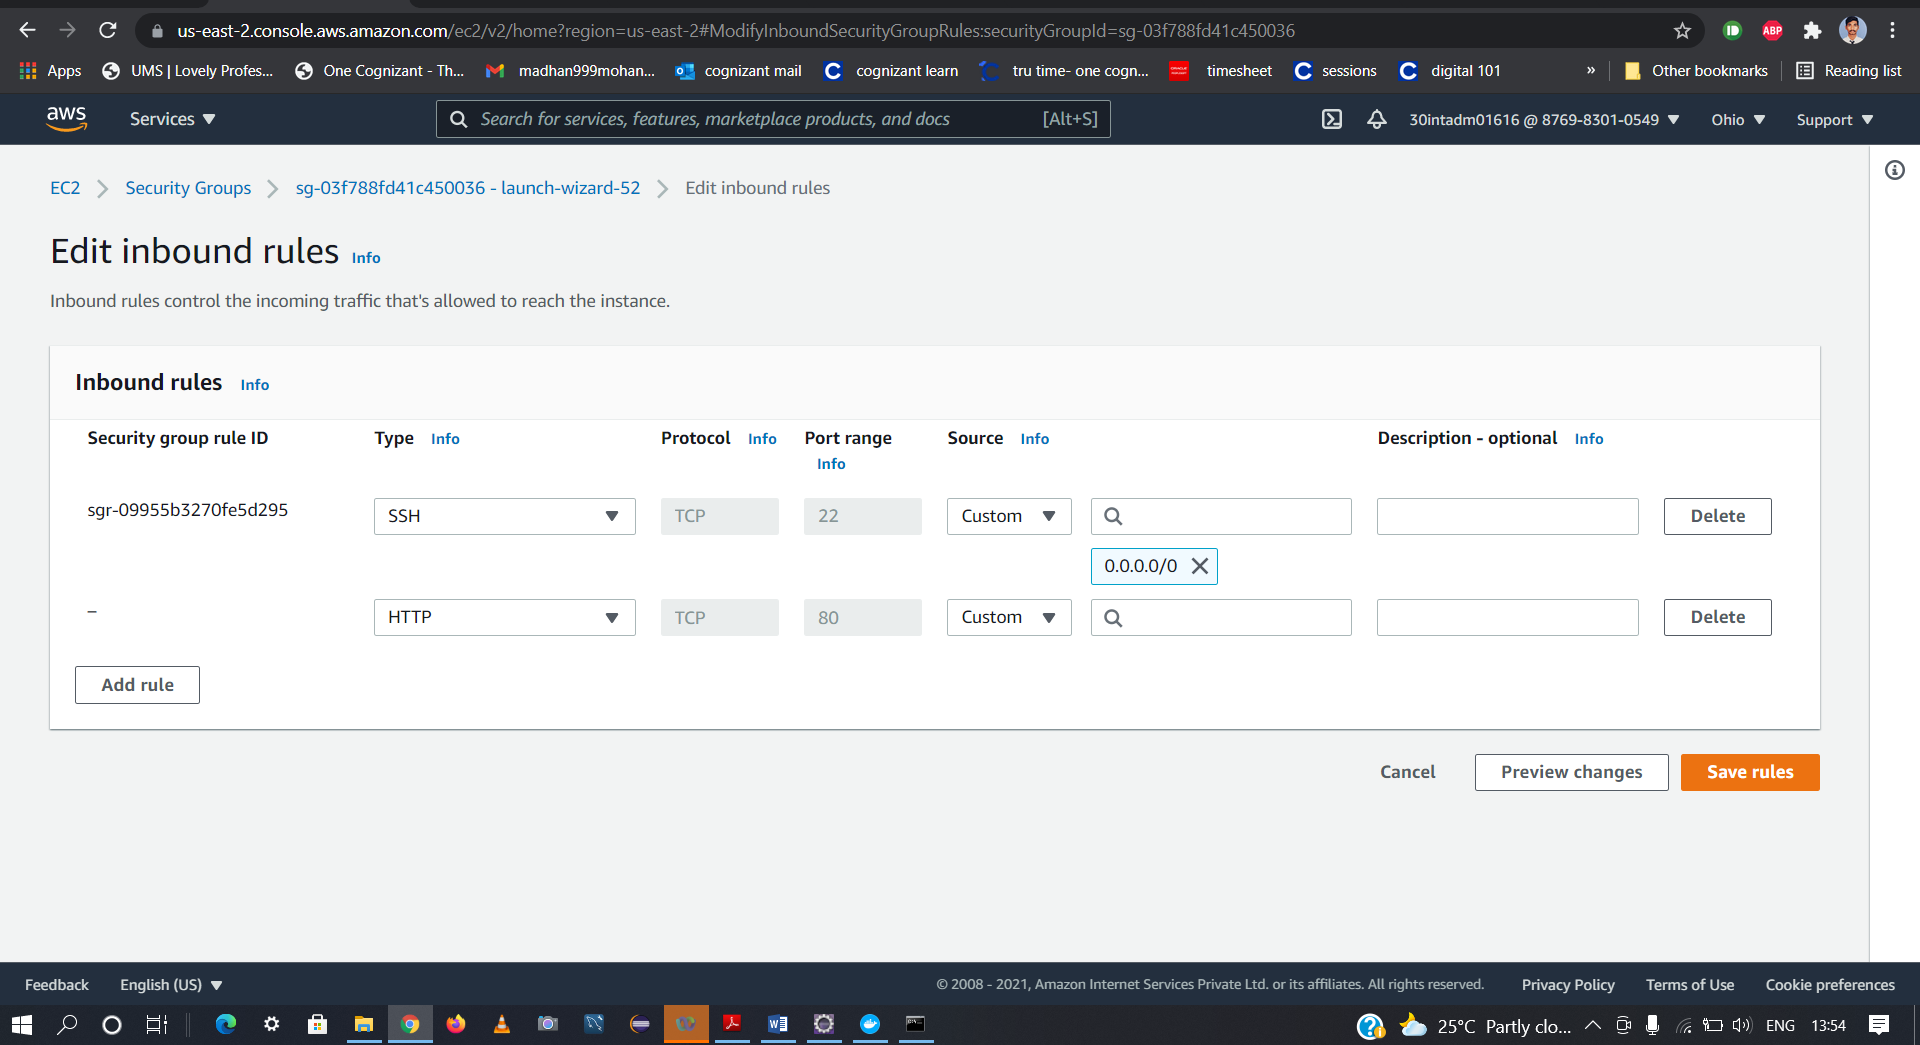 us-east-2.console.aws.amazon.com/ec2/v2/home?region=us-east-2#ModifyInboundSecurityGroupRules:securityGroupId=sg-03f788fd41c450036
ABP
Apps UMS | Lovely Profes... One Cognizant - Th... madhan999mohan... cognizant mail cognizant learn tru time- one cogn... timesheet sessions digital 101 » Other bookmarks Reading list
aws Services Search for services, features, marketplace products, and docs [Alt+S] 30intadm01616 @ 8769-8301-0549 Ohio Support
EC2 Security Groups sg-03f788fd41c450036 - launch-wizard-52 Edit inbound rules
Edit inbound rules Info
Inbound rules control the incoming traffic that's allowed to reach the instance.
Inbound rules Info
Security group rule ID Type Info Protocol Info Port range Info Source Info Description - optional Info
sgr-09955b3270fe5d295 SSH TCP 22 Custom Delete
0.0.0.0/0
– HTTP TCP 80 Custom Delete
Add rule
Cancel Preview changes Save rules
Feedback English (US) © 2008 - 2021, Amazon Internet Services Private Ltd. or its affiliates. All rights reserved. Privacy Policy Terms of Use Cookie preferences
25°C Partly clo... ENG 13:54